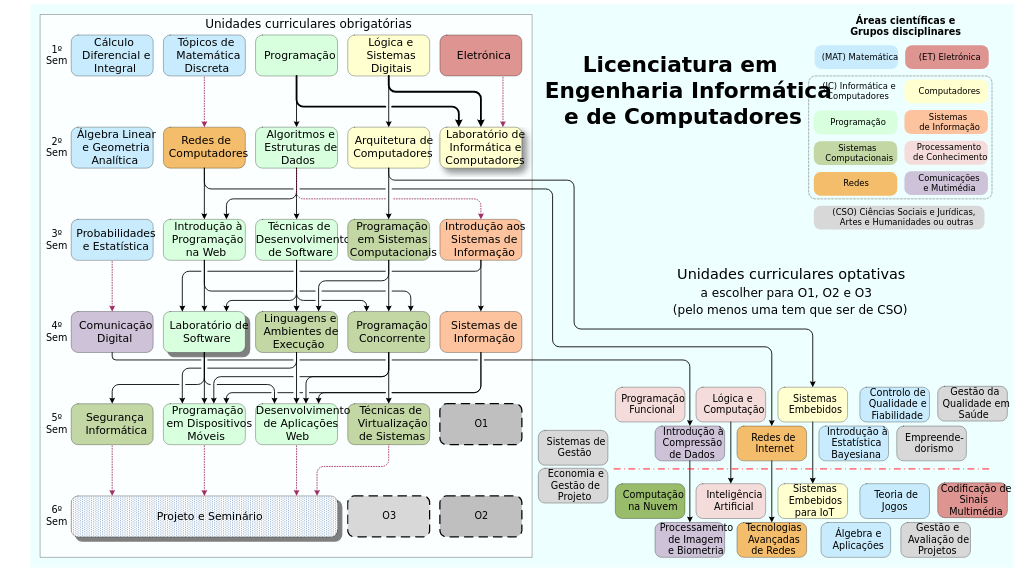 Unidades curriculares obrigatórias
1º
Sem
Cálculo
Diferencial e
Integral
Tópicos de
Matemática
Discreta
Programação
Lógica e
Sistemas
Digitais
Eletrónica
2º
Sem
Álgebra Linear
e Geometria
Analítica
Redes de
Computadores
Algoritmos e
Estruturas de
Dados
Arquitetura de
Computadores
Laboratório de
Informática e
Computadores
3º
Sem
Probabilidades
e Estatística
Introdução à
Programação
na Web
Técnicas de
Desenvolvimento
de Software
Programação
em Sistemas
Computacionais
Introdução aos
Sistemas de
Informação
4º
Sem
Comunicação
Digital
Laboratório de
Software
Linguagens e
Ambientes de
Execução
Programação
Concorrente
Sistemas de
Informação
5º
Sem
Segurança
Informática
Programação
em Dispositivos
Móveis
Desenvolvimento
de Aplicações
Web
Técnicas de
Virtualização
de Sistemas
O1
6º
Sem
Projeto e Seminário
O3
O2
Licenciatura em
Engenharia Informática
e de Computadores
Áreas científicas e
Grupos disciplinares
(MAT) Matemática
(ET) Eletrónica
(IC) Informática e
Computadores
Computadores
Programação
Sistemas
de Informação
Sistemas
Computacionais
Processamento
de Conhecimento
Redes
Comunicações
e Mutimédia
(CSO) Ciências Sociais e Jurídicas,
Artes e Humanidades ou outras
Unidades curriculares optativas
a escolher para O1, O2 e O3
(pelo menos uma tem que ser de CSO)
Programação
Funcional
Lógica e
Computação
Sistemas
Embebidos
Controlo de
Qualidade e
Fiabilidade
Gestão da
Qualidade em
Saúde
Sistemas de
Gestão
Introdução à
Compressão
de Dados
Redes de
Internet
Introdução à
Estatística
Bayesiana
Empreende-
dorismo
Economia e
Gestão de
Projeto
Computação
na Nuvem
Inteligência
Artificial
Sistemas
Embebidos
para IoT
Teoria de
Jogos
Codificação de
Sinais
Multimédia
Processamento
de Imagem
e Biometria
Tecnologias
Avançadas
de Redes
Álgebra e
Aplicações
Gestão e
Avaliação de
Projetos